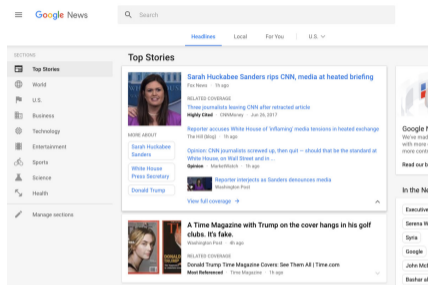 Google News
Search
Headlines
Local
For You
U.S.
SECTIONS
Top Stories
World
U.S.
Business
Technology
Entertainment
Sports
Science
Health
Manage sections
Top Stories
Sarah Huckabee Sanders rips CNN, media at heated briefing
Fox News · 1h ago
RELATED COVERAGE
Three journalists leaving CNN after retracted article
Highly Cited · CNNMoney · Jun 26, 2017
Reporter accuses White House of 'inflaming' media tensions in heated exchange
The Hill (blog) · 1h ago
Opinion: CNN journalists screwed up, then quit — should that be the standard at
White House, on Wall Street and in...
Opinion · MarketWatch · 1h ago
Reporter interjects as Sanders denounces media
Washington Post
View full coverage
MORE ABOUT
Sarah Huckabee
Sanders
White House
Press Secretary
Donald Trump
A Time Magazine with Trump on the cover hangs in his golf
clubs. It's fake.
Washington Post · 4h ago
RELATED COVERAGE
Donald Trump Time Magazine Covers: See Them All | Time.com
Most Referenced · Time Magazine · 1h ago
Google N
We've mad
with more
more cont
Read our b
In the Ne
Executive
Serena W
Syria
Google
John McE
Bashar al